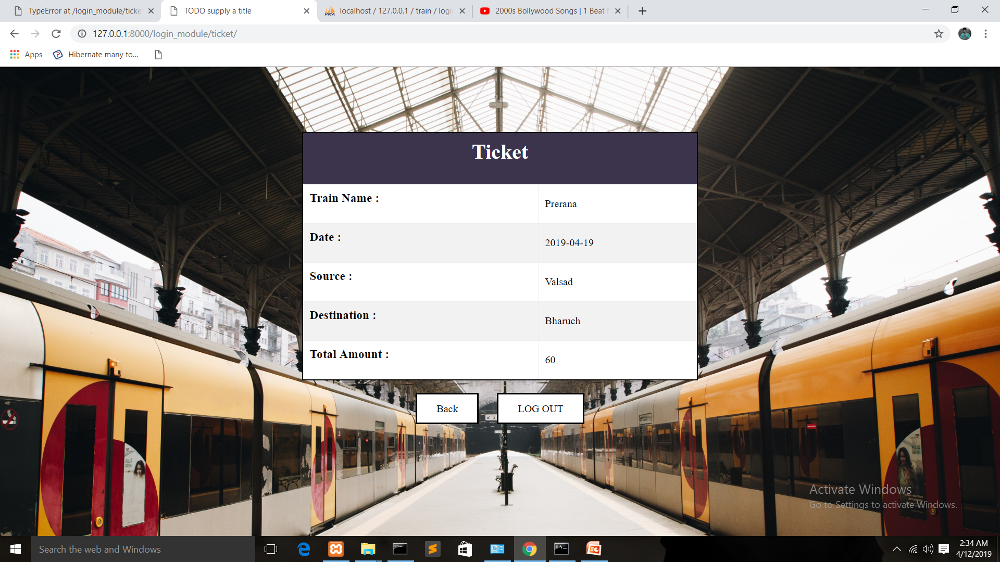 TypeError at /login_module/ticke
TODO supply a title
localhost / 127.0.0.1 / train / logi
2000s Bollywood Songs | 1 Beat
127.0.0.1:8000/login_module/ticket/
Apps
Hibernate many to...
Ticket
Train Name :
Prerana
Date :
2019-04-19
Source :
Valsad
Destination :
Bharuch
Total Amount :
60
Back
LOG OUT
Activate Windows
Go to Settings to activate Windows.
Search the web and Windows
2:34 AM
4/12/2019